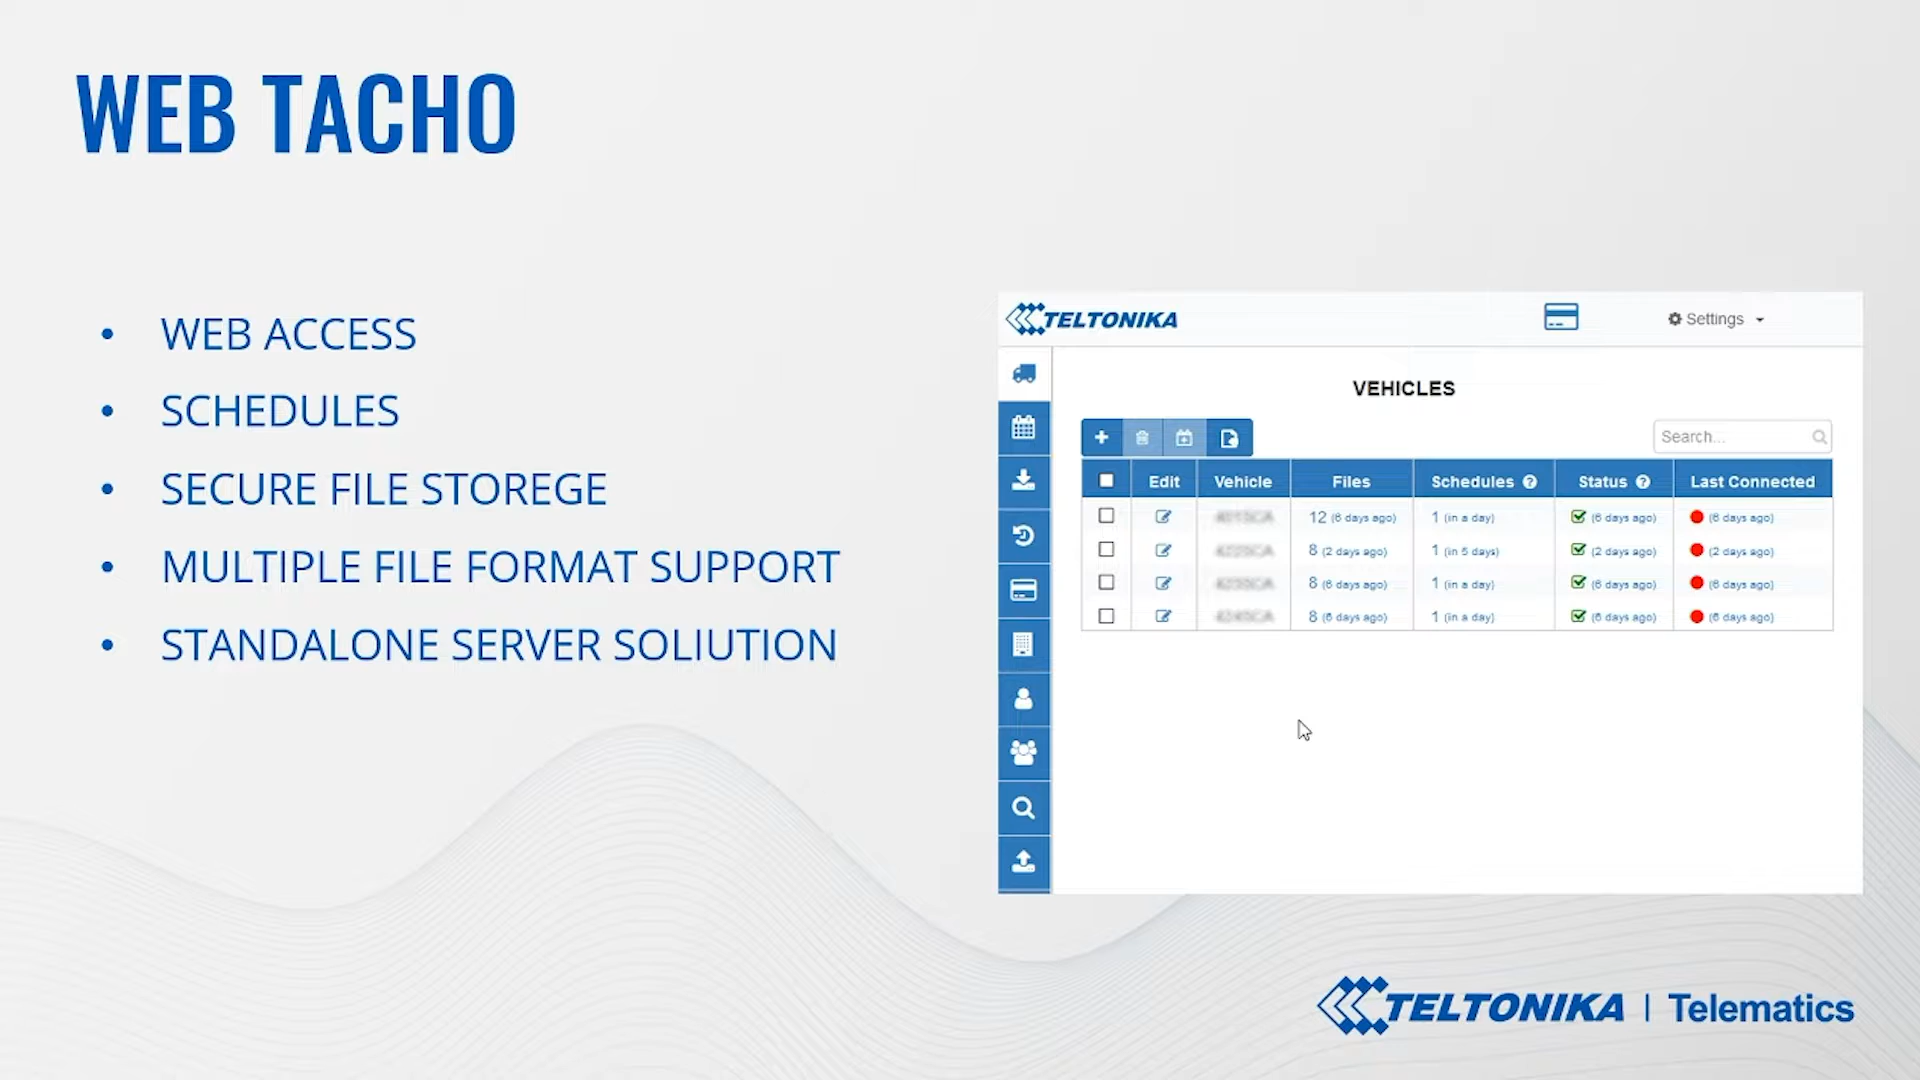 WEB TACHO
• WEB ACCESS
• SCHEDULES
• SECURE FILE STOREGE
• MULTIPLE FILE FORMAT SUPPORT
• STANDALONE SERVER SOLIUTION
TELTONIKA
Settings
VEHICLES
Search...
Edit Vehicle Files Schedules ? Status ? Last Connected
12 (6 days ago) 1 (in a day) (6 days ago) (6 days ago)
8 (2 days ago) 1 (in 5 days) (2 days ago) (2 days ago)
8 (6 days ago) 1 (in a day) (6 days ago) (6 days ago)
8 (6 days ago) 1 (in a day) (6 days ago) (6 days ago)
TELTONIKA | Telematics